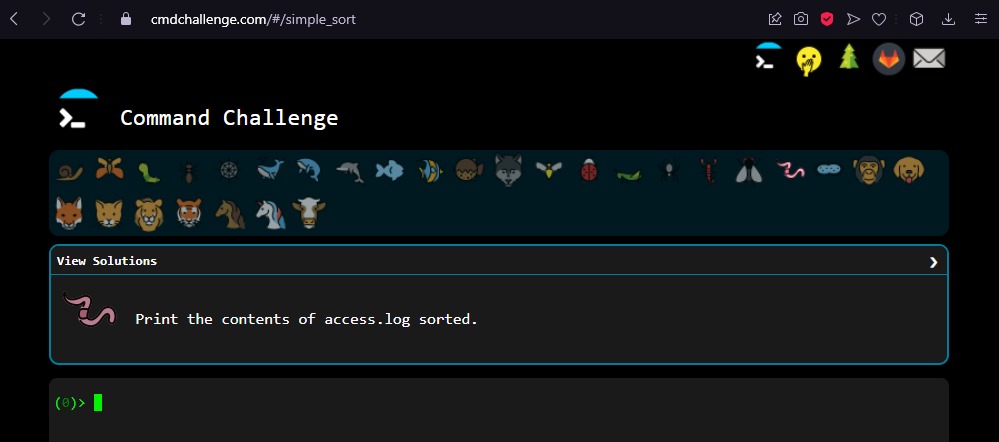 cmdchallenge.com/#/simple_sort
Command Challenge
View Solutions
Print the contents of access.log sorted.
(0)>